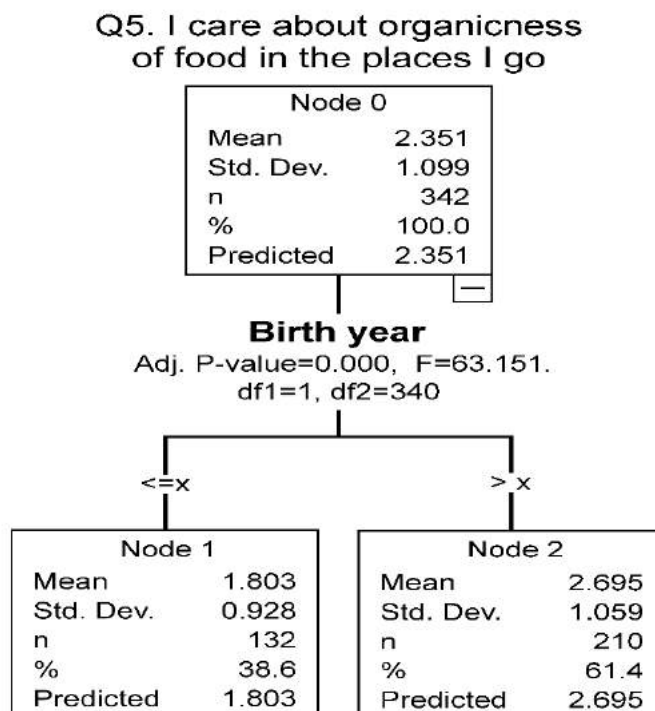 Q5. I care about organicness
of food in the places I go
Node 0
Mean 2.351
Std. Dev. 1.099
n 342
% 100.0
Predicted 2.351
Birth year
Adj. P-value=0.000, F=63.151.
df1=1, df2=340
<=x
> x
Node 1
Mean 1.803
Std. Dev. 0.928
n 132
% 38.6
Predicted 1.803
Node 2
Mean 2.695
Std. Dev. 1.059
n 210
% 61.4
Predicted 2.695